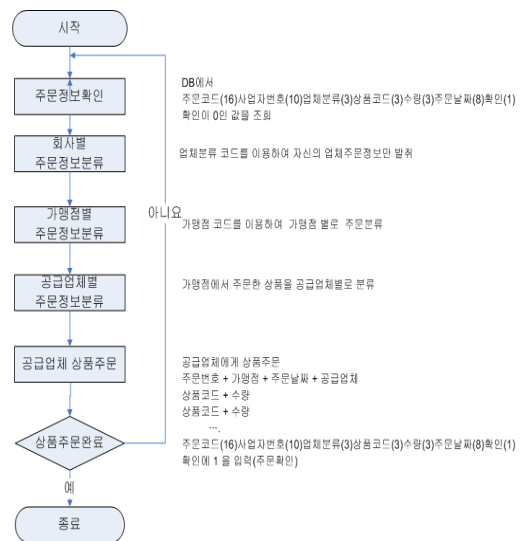 시작
주문정보확인
DB에서
주문코드(16)사업자번호(10)업체분류(3)상품코드(3)수량(3)주문날짜(8)확인(1)
확인이 0인 값을 조회
회사별
주문정보분류
업체분류 코드를 이용하여 자신의 업체주문정보만 발취
아니요
가맹점별
주문정보분류
가맹점 코드를 이용하여 가맹점 별로 주문분류
공급업체별
주문정보분류
가맹점에서 주문한 상품을 공급업체별로 분류
공급업체 상품주문
공급업체에게 상품주문
주문번호 + 가맹점 + 주문날짜 + 공급업체
상품코드 + 수량
상품코드 + 수량
....
상품주문완료
주문코드(16)사업자번호(10)업체분류(3)상품코드(3)수량(3)주문날짜(8)확인(1)
확인에 1 을 입력(주문확인)
예
종료